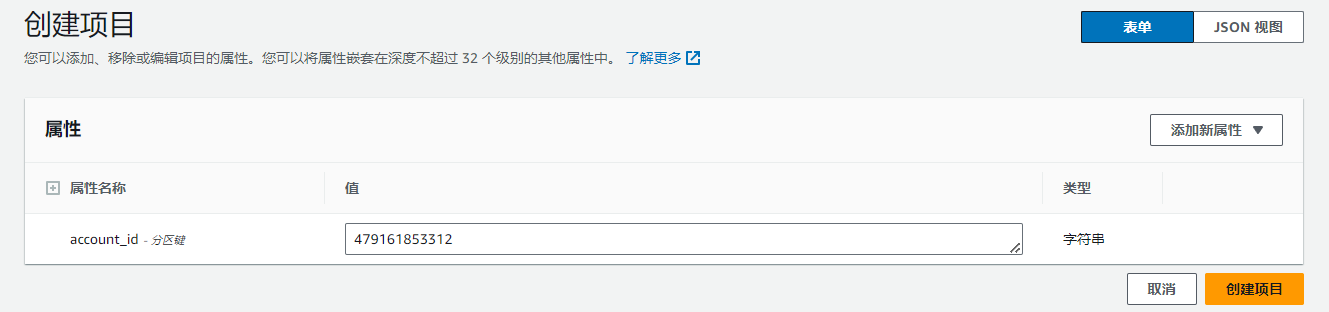 创建项目
表单
JSON 视图
您可以添加、移除或编辑项目的属性。您可以将属性嵌套在深度不超过 32 个级别的其他属性中。 了解更多
属性
添加新属性
属性名称
值
类型
account_id - 分区键
479161853312
字符串
取消
创建项目